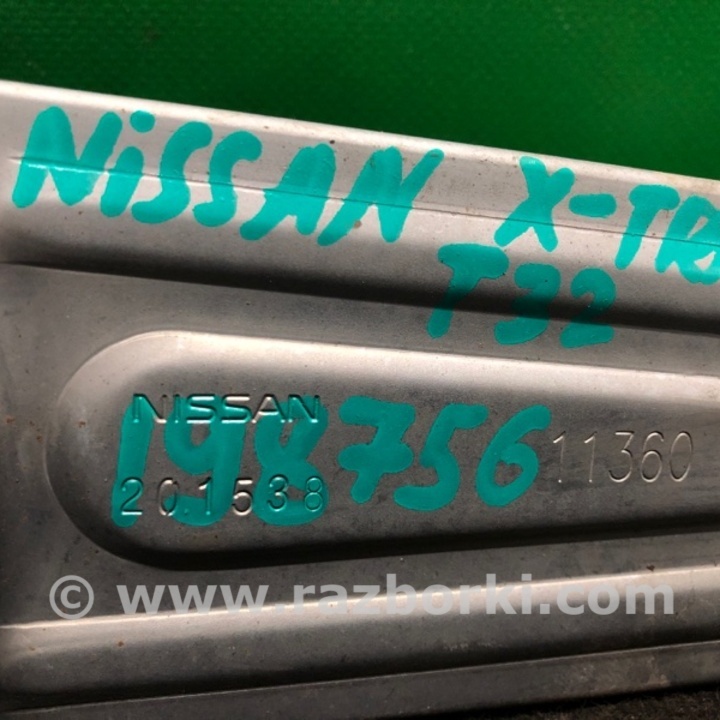 NiSSAN X-TR
T32
NISSAN
198756
201538
11360
© www.razborki.com